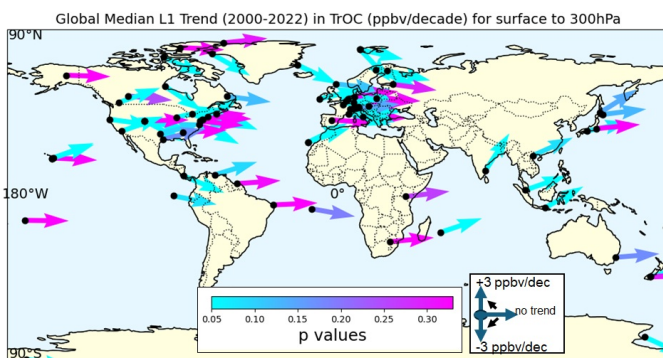 Global Median L1 Trend (2000-2022) in TrOC (ppbv/decade) for surface to 300hPa
90°N
180°W
0°
+3 ppbv/dec
no trend
-3 ppbv/dec
0.05 0.10 0.15 0.20 0.25 0.30
p values
90°S